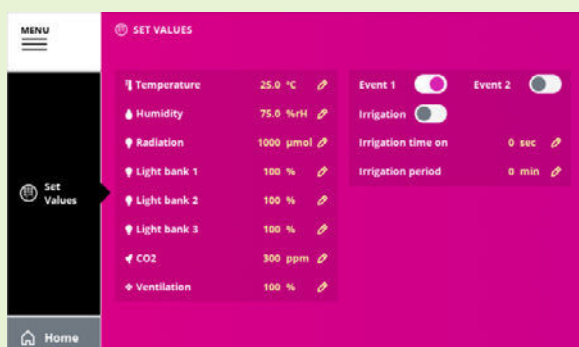 MENU
SET VALUES
Temperature 25.0 °C
Humidity 75.0 %rH
Radiation 1000 µmol
Light bank 1 100 %
Light bank 2 100 %
Light bank 3 100 %
CO2 300 ppm
Ventilation 100 %
Event 1 Event 2
Irrigation
Irrigation time on 0 sec
Irrigation period 0 min
Set
Values
Home